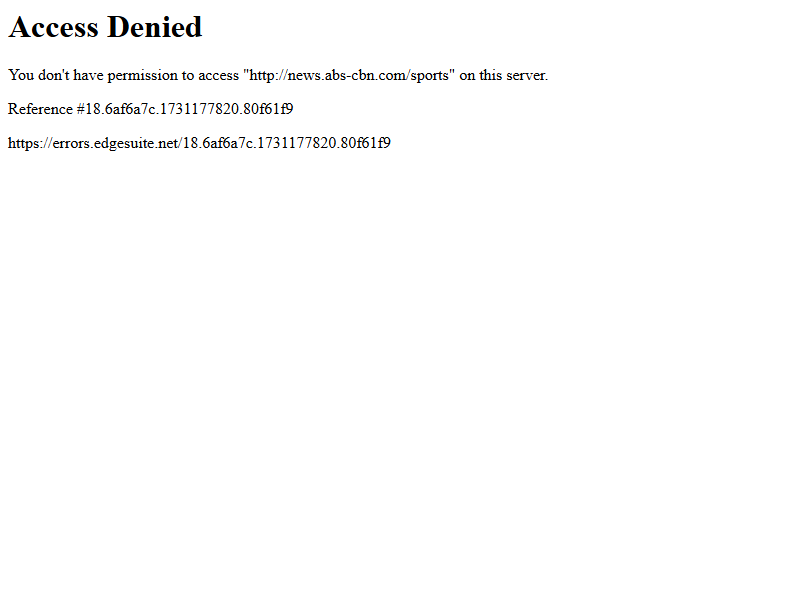 Access Denied
You don't have permission to access "http://news.abs-cbn.com/sports" on this server.
Reference #18.6af6a7c.1731177820.80f61f9
https://errors.edgesuite.net/18.6af6a7c.1731177820.80f61f9